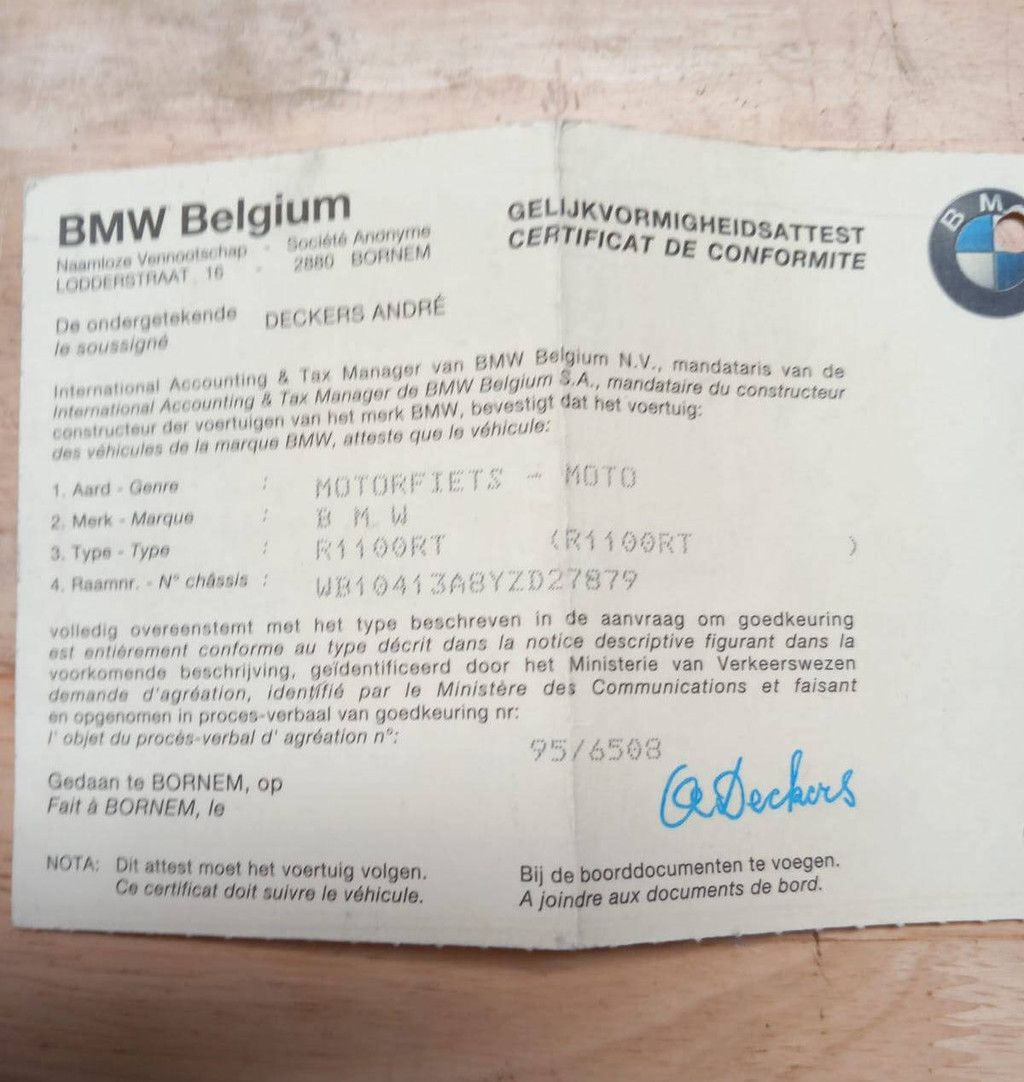 BMW Belgium
Naamloze Vennootschap - Société Anonyme
LODDERSTRAAT 16 - 2880 BORNEM
GELIJKVORMIGHEIDSATTEST
CERTIFICAT DE CONFORMITE
BM
De ondergetekende DECKERS ANDRÉ
le soussigné
International Accounting & Tax Manager van BMW Belgium N.V., mandataris van de
International Accounting & Tax Manager de BMW Belgium S.A., mandataire du constructeur
constructeur der voertuigen van het merk BMW, bevestigt dat het voertuig:
des véhicules de la marque BMW, atteste que le véhicule:
1. Aard - Genre : MOTORFIETS - MOTO
2. Merk - Marque : B M W
3. Type - Type : R1100RT (R1100RT )
4. Raamnr. - N° châssis : WB10413A8YZD27879
volledig overeenstemt met het type beschreven in de aanvraag om goedkeuring
est entièrement conforme au type décrit dans la notice descriptive figurant dans la
voorkomende beschrijving, geïdentificeerd door het Ministerie van Verkeerswezen
demande d'agréation, identifié par le Ministère des Communications et faisant
en opgenomen in proces-verbaal van goedkeuring nr:
l' objet du procès-verbal d' agréation n°:
95/6508
Gedaan te BORNEM, op
Fait à BORNEM, le
Deckers
NOTA: Dit attest moet het voertuig volgen.
Ce certificat doit suivre le véhicule.
Bij de boorddocumenten te voegen.
A joindre aux documents de bord.